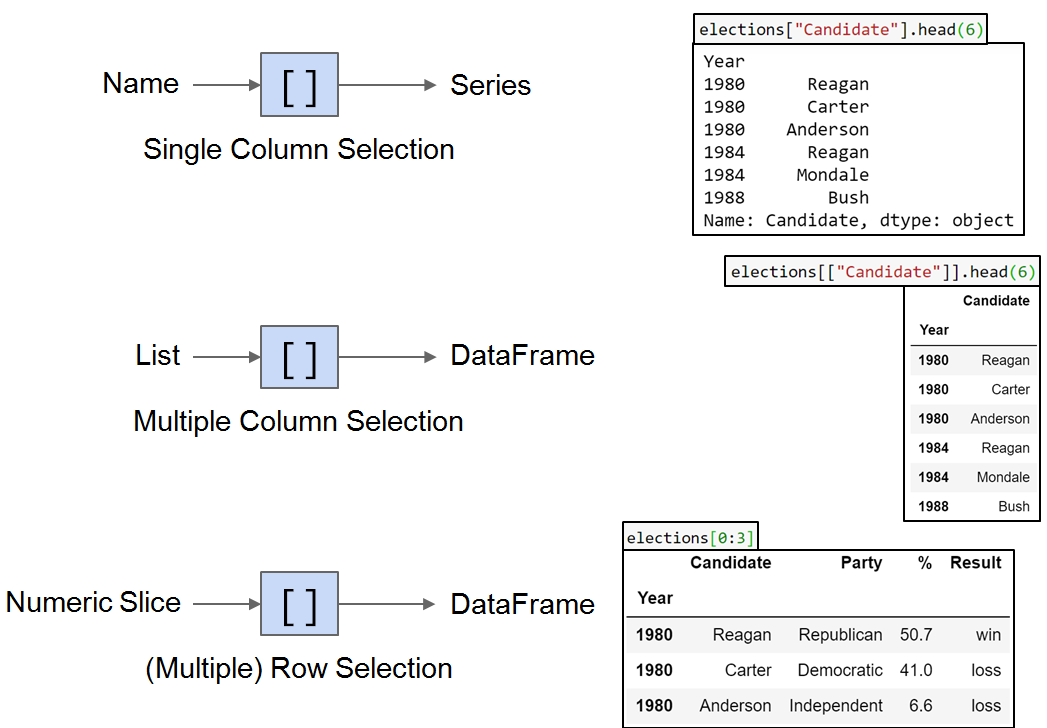 Name [] Series
Single Column Selection
elections["Candidate"].head(6)
Year
1980 Reagan
1980 Carter
1980 Anderson
1984 Reagan
1984 Mondale
1988 Bush
Name: Candidate, dtype: object
List [] DataFrame
Multiple Column Selection
elections[["Candidate"]].head(6)
Candidate
Year
1980 Reagan
1980 Carter
1980 Anderson
1984 Reagan
1984 Mondale
1988 Bush
Numeric Slice [] DataFrame
(Multiple) Row Selection
elections[0:3]
Candidate Party % Result
Year
1980 Reagan Republican 50.7 win
1980 Carter Democratic 41.0 loss
1980 Anderson Independent 6.6 loss